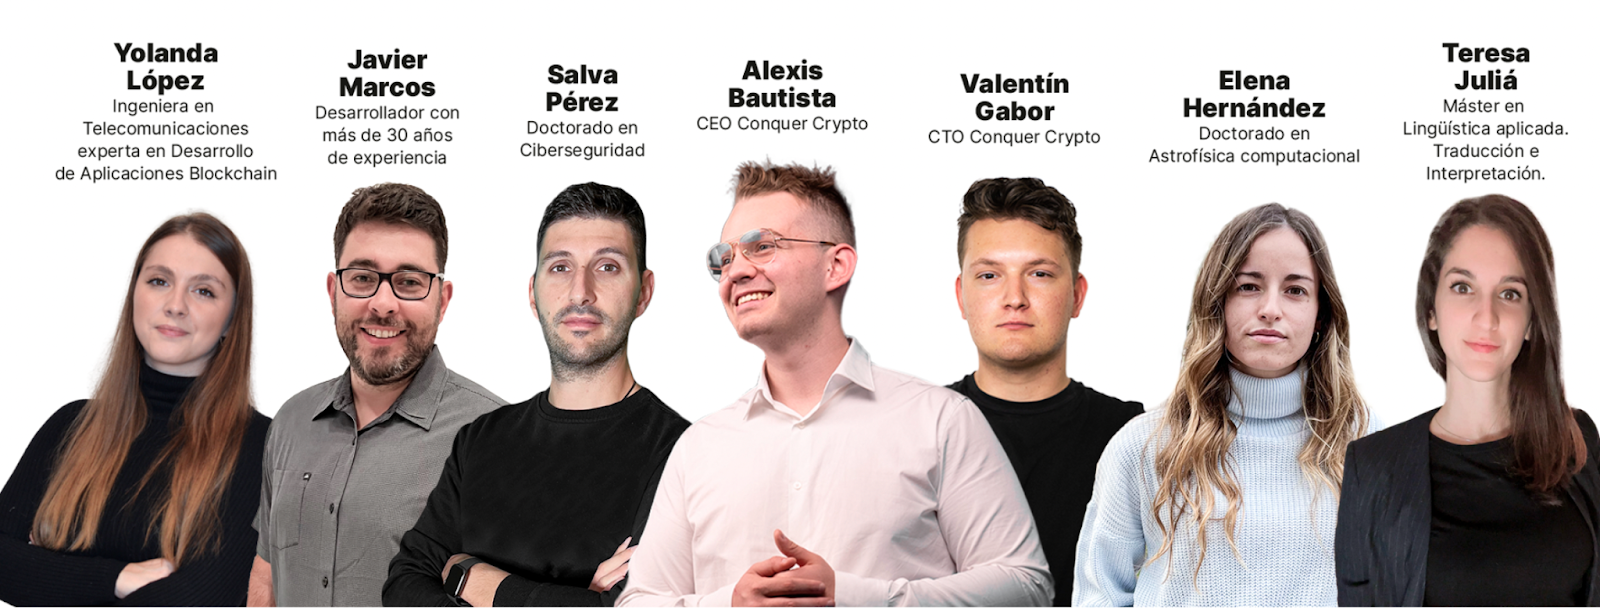 Yolanda
López
Ingeniera en
Telecomunicaciones
experta en Desarrollo
de Aplicaciones Blockchain
Javier
Marcos
Desarrollador con
más de 30 años
de experiencia
Salva
Pérez
Doctorado en
Ciberseguridad
Alexis
Bautista
CEO Conquer Crypto
Valentín
Gabor
CTO Conquer Crypto
Elena
Hernández
Doctorado en
Astrofísica computacional
Teresa
Juliá
Máster en
Lingüística aplicada.
Traducción e
Interpretación.